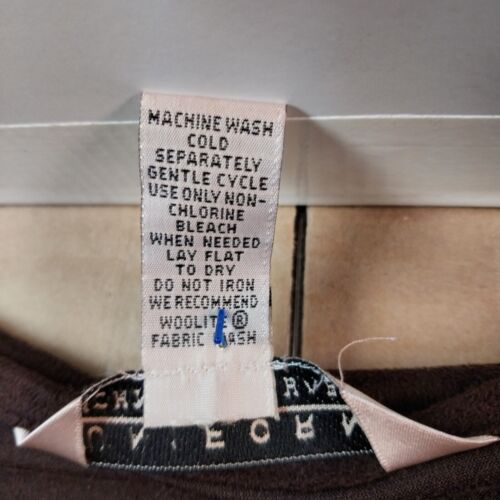 MACHINE WASH
COLD
SEPARATELY
GENTLE CYCLE
USE ONLY NON-
CHLORINE
BLEACH
WHEN NEEDED
LAY FLAT
TO DRY
DO NOT IRON
WE RECOMMEND
WOOLITE®
FABRIC WASH